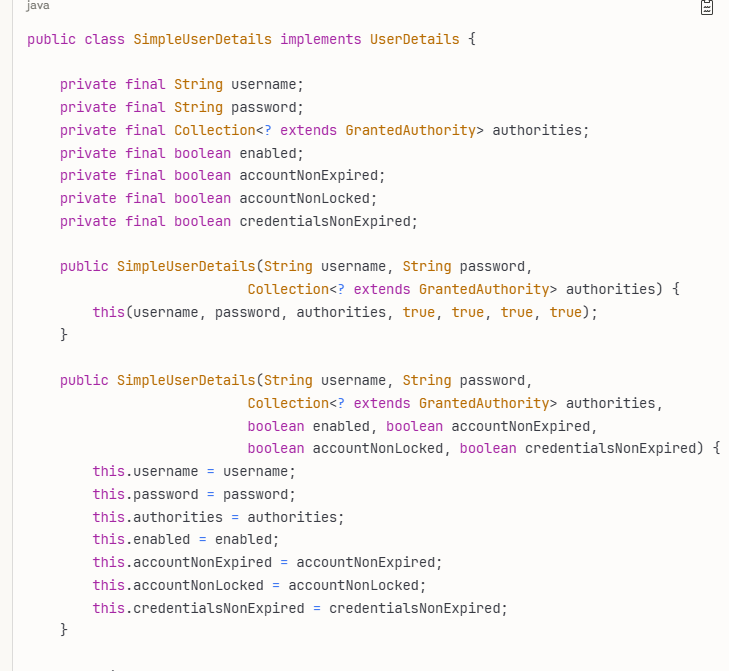 java
public class SimpleUserDetails implements UserDetails {
    private final String username;
    private final String password;
    private final Collection<? extends GrantedAuthority> authorities;
    private final boolean enabled;
    private final boolean accountNonExpired;
    private final boolean accountNonLocked;
    private final boolean credentialsNonExpired;
    public SimpleUserDetails(String username, String password,
                           Collection<? extends GrantedAuthority> authorities) {
        this(username, password, authorities, true, true, true, true);
    }
    public SimpleUserDetails(String username, String password,
                           Collection<? extends GrantedAuthority> authorities,
                           boolean enabled, boolean accountNonExpired,
                           boolean accountNonLocked, boolean credentialsNonExpired) {
        this.username = username;
        this.password = password;
        this.authorities = authorities;
        this.enabled = enabled;
        this.accountNonExpired = accountNonExpired;
        this.accountNonLocked = accountNonLocked;
        this.credentialsNonExpired = credentialsNonExpired;
    }